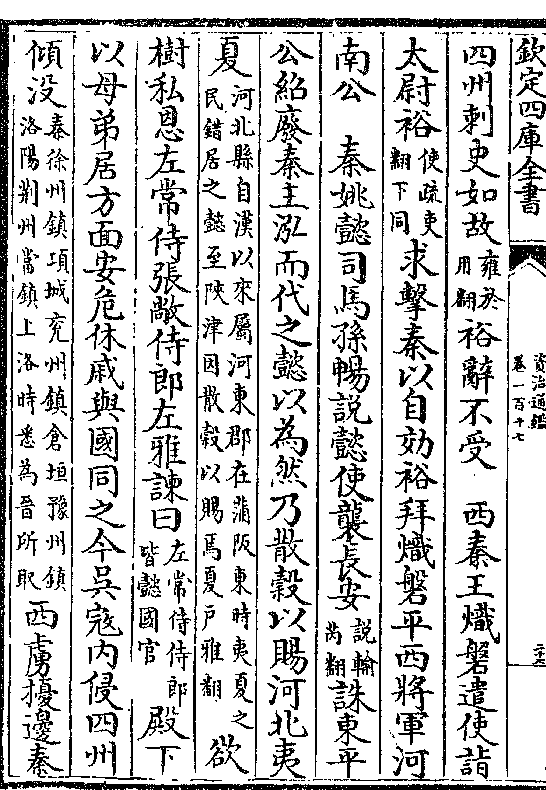 欽定四庫全書
資治通鑑
卷一百十七
四州刺史如故雍於
用翻裕辭不受　西秦王熾磐遣使詣
太尉裕使疏吏
翻下同求擊秦以自効裕拜熾磐平西將軍河
南公　秦姚懿司馬孫暢説懿使襲長安説輸
芮翻誅東平
公紹廢秦主泓而代之懿以為然乃散穀以賜河北夷
夏河北縣自漢以來屬河東郡在蒲阪東時夷夏之
民錯居之懿至陜津因散穀以賜焉夏户雅翻欲
樹私恩左常侍張敞侍郎左雅諫曰左常侍侍郎
皆懿國官殿下
以母弟居方面安危休戚與國同之今吳寇内侵四州
傾没秦徐州鎮項城兖州鎮倉垣豫州鎮
洛陽荆州當鎮上洛時悉為晉所取西虜擾邊秦